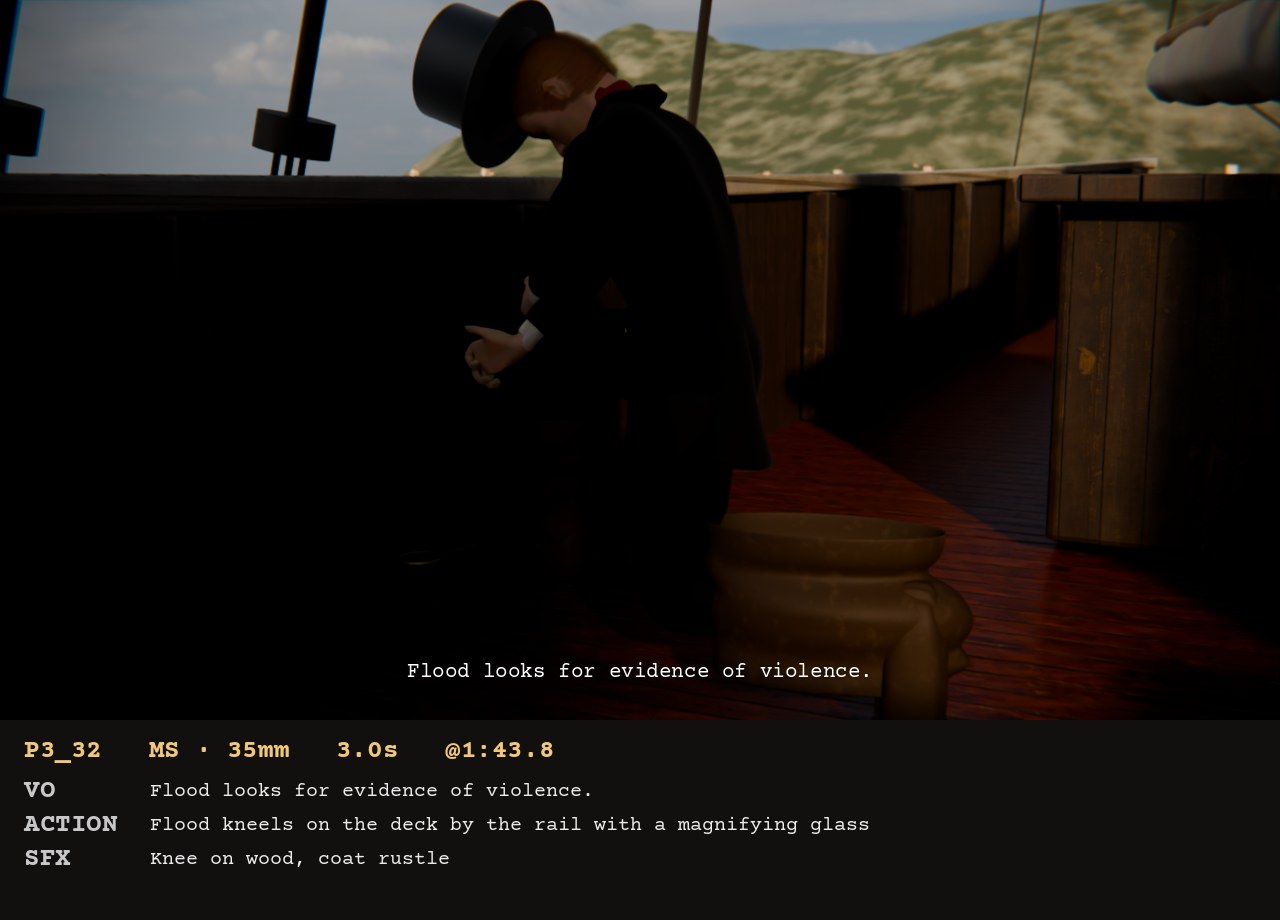 Flood looks for evidence of violence.
P3_32 MS · 35mm 3.0s @1:43.8
VO Flood looks for evidence of violence.
ACTION Flood kneels on the deck by the rail with a magnifying glass
SFX Knee on wood, coat rustle